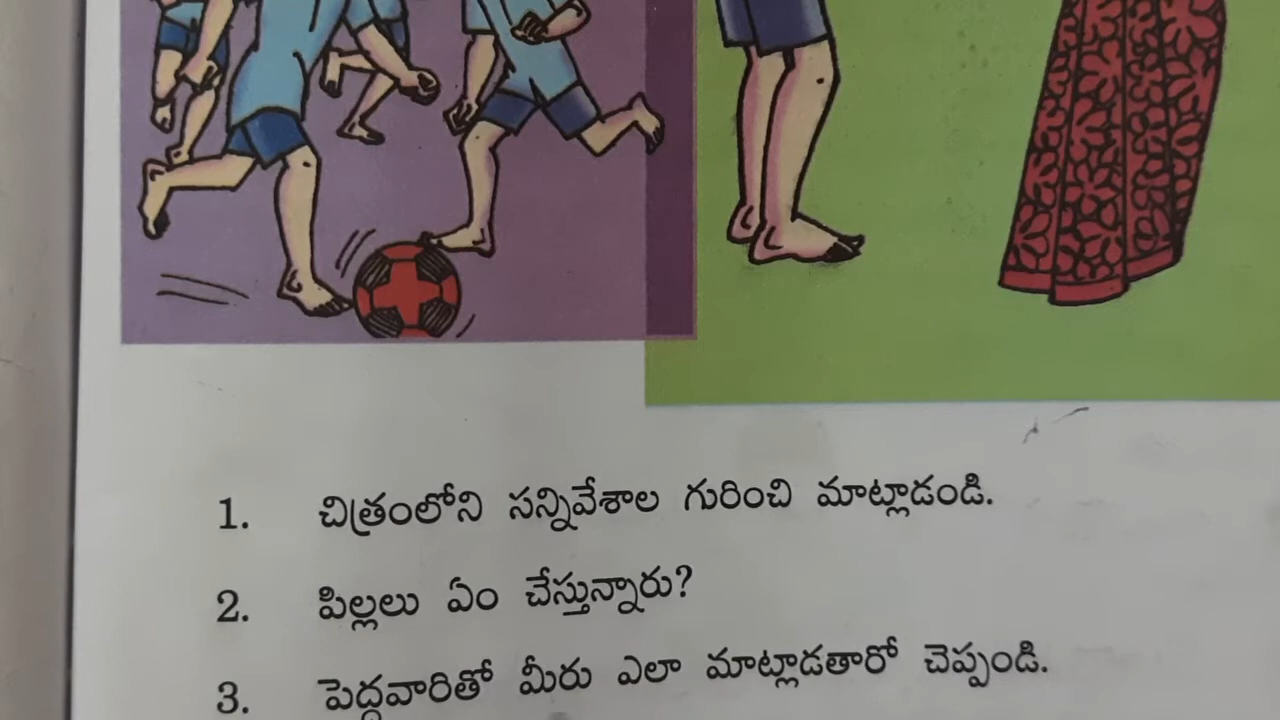 1. చిత్రంలోని సన్నివేశాల గురించి మాట్లాడండి.
2. పిల్లలు ఏం చేస్తున్నారు?
3. పెద్దవారితో మీరు ఎలా మాట్లాడతారో చెప్పండి.